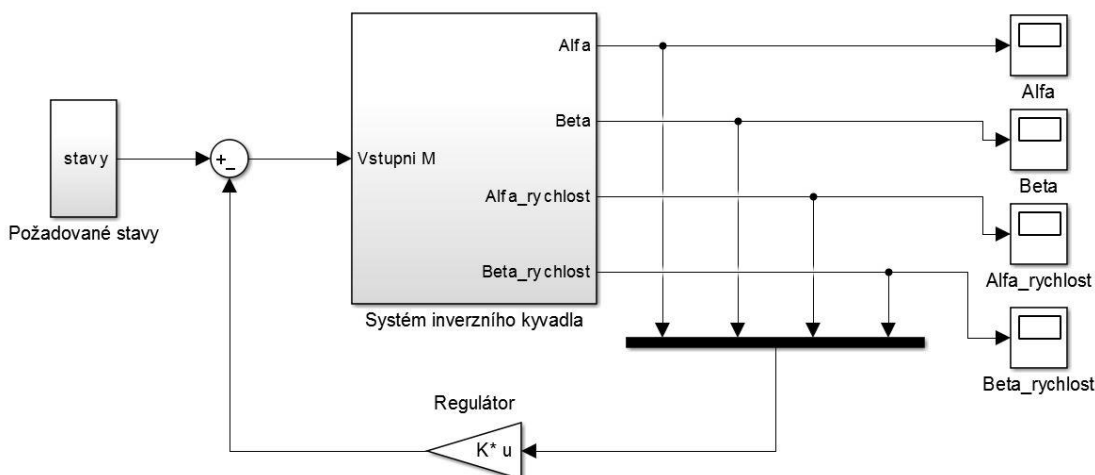 Alfa
Alfa
Beta
stavy
+
-
Vstupni M
Beta
Požadované stavy
Alfa_rychlost
Alfa_rychlost
Beta_rychlost
Systém inverzního kyvadla
Beta_rychlost
Regulátor
K* u